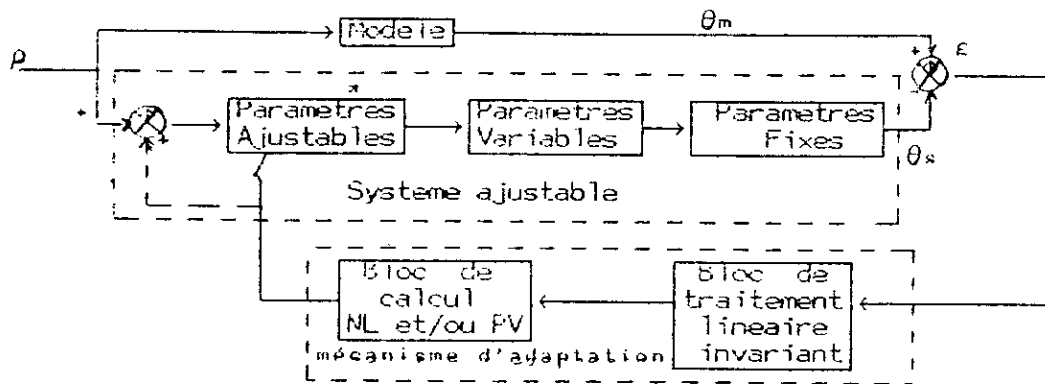 Modele
θm
ρ
+
+
ε
Parametres
Ajustables
Parametres
Variables
Parametres
Fixes
θs
+
Systeme ajustable
Bloc de
calcul
NL et/ou PV
Bloc de
traitement
lineaire
invariant
mécanisme d'adaptation